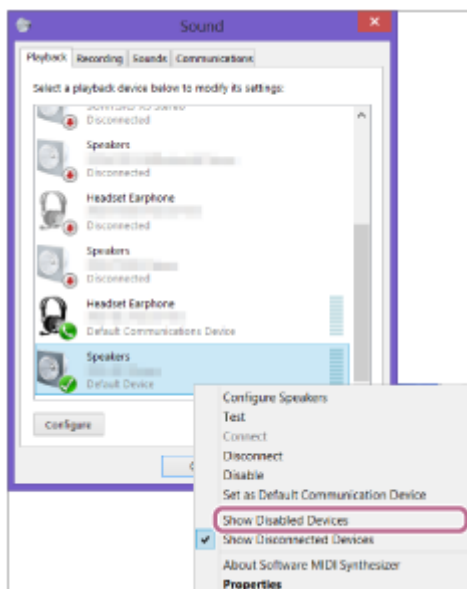 Sound
Playback Recording Sounds Communications
Select a playback device below to modify its settings:
Disconnected
Speakers
Disconnected
Headset Earphone
Disconnected
Speakers
Disconnected
Headset Earphone
Default Communications Device
Speakers
Default Device
Configure
Configure Speakers
Test
Connect
Disconnect
Disable
Set as Default Communication Device
Show Disabled Devices
Show Disconnected Devices
About Software MIDI Synthesizer
Properties